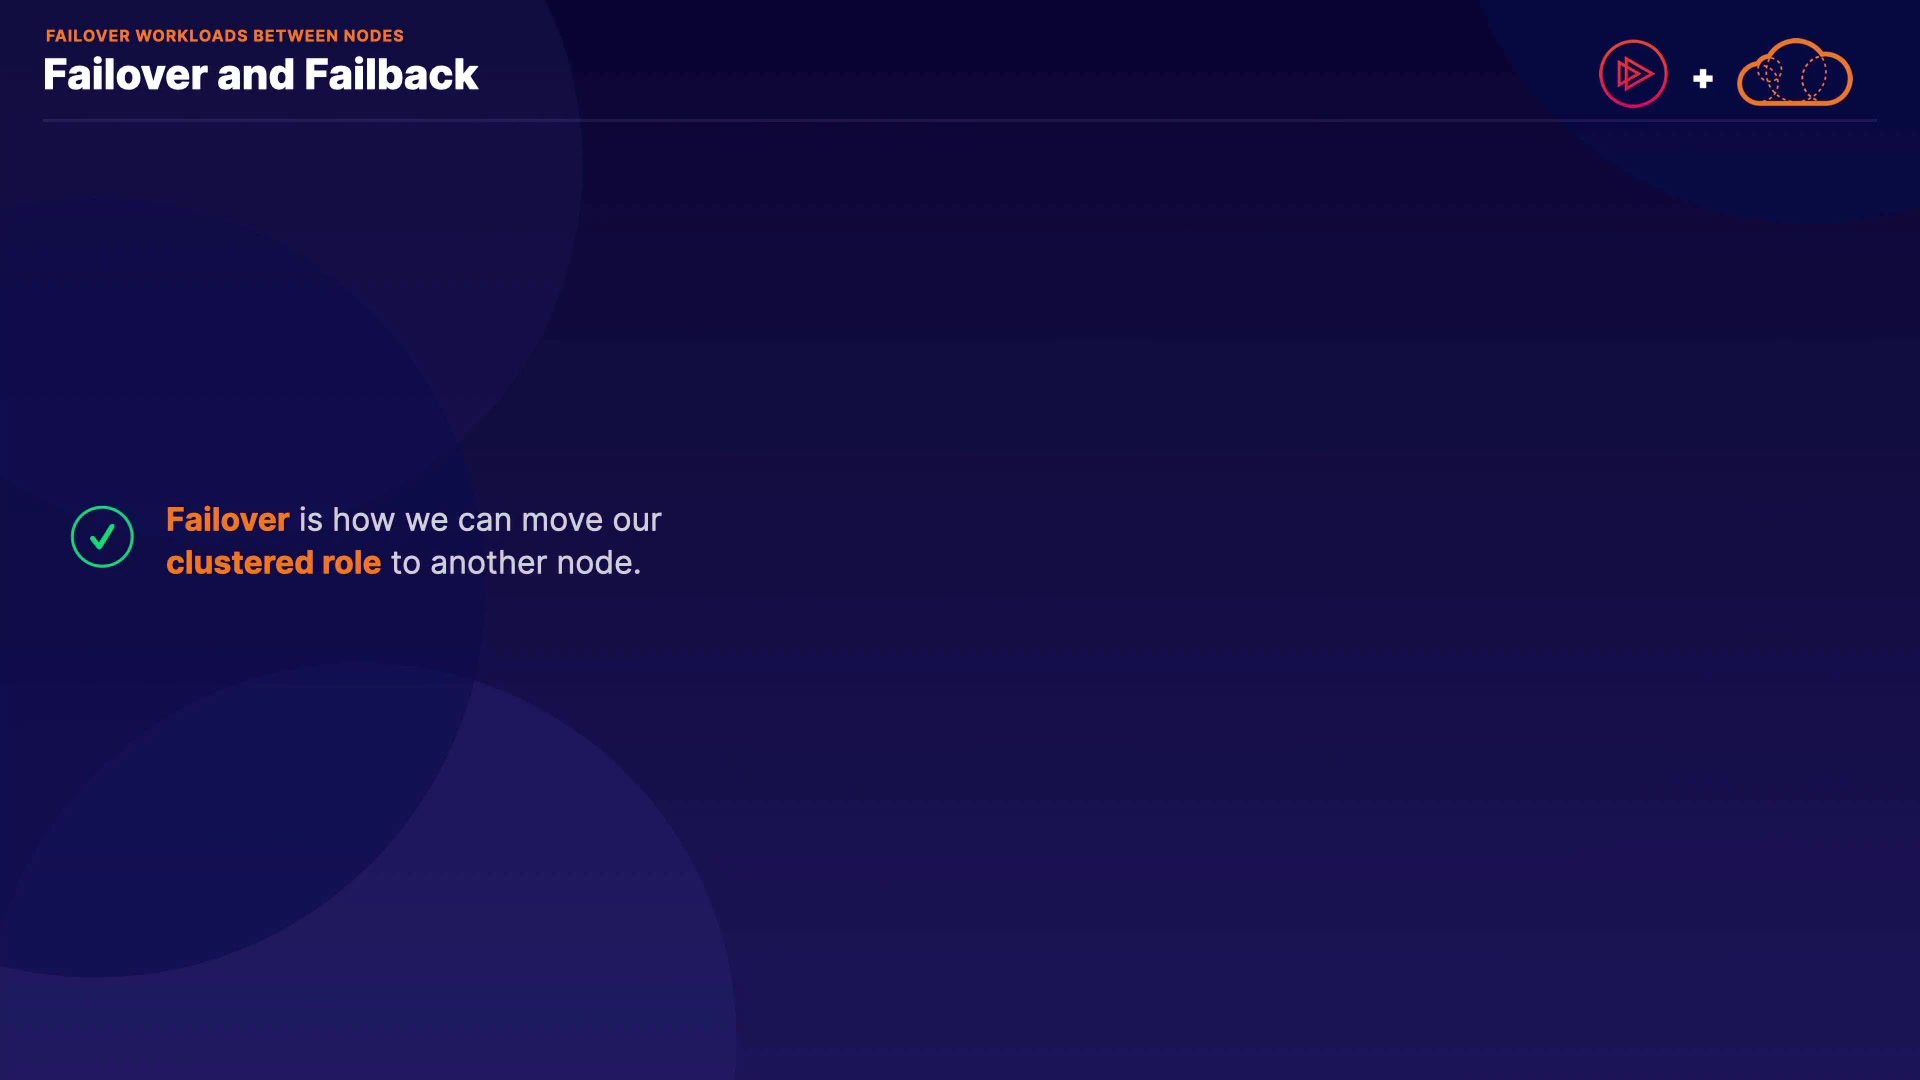 FAILOVER WORKLOADS BETWEEN NODES
Failover and Failback
Failover is how we can move our
clustered role to another node.